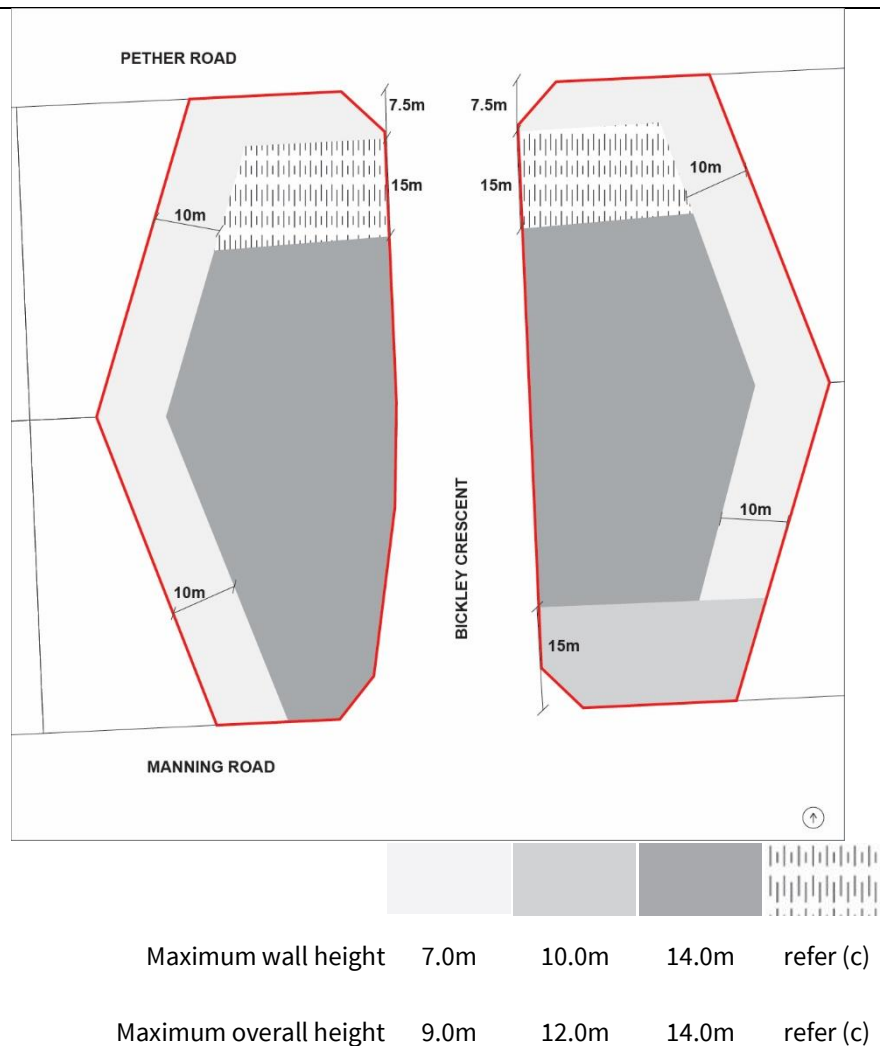 PETHER ROAD
7.5m
7.5m
15m
15m
10m
10m
10m
10m
15m
BICKLEY CRESCENT
MANNING ROAD
Maximum wall height 7.0m 10.0m 14.0m refer (c)
Maximum overall height 9.0m 12.0m 14.0m refer (c)